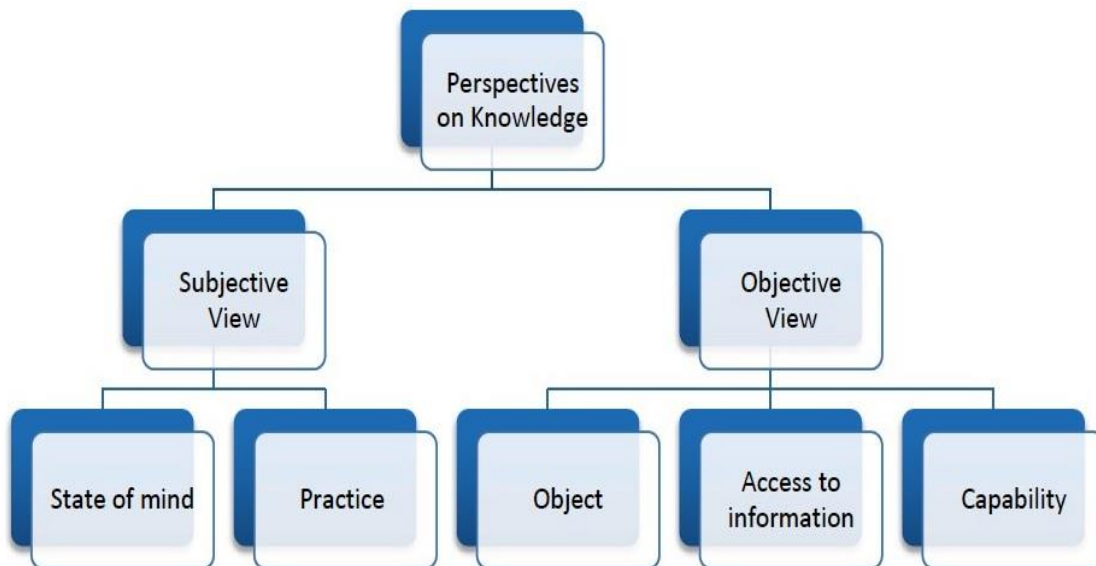 Perspectives
on Knowledge
Subjective
View
Objective
View
State of mind
Practice
Object
Access to
information
Capability